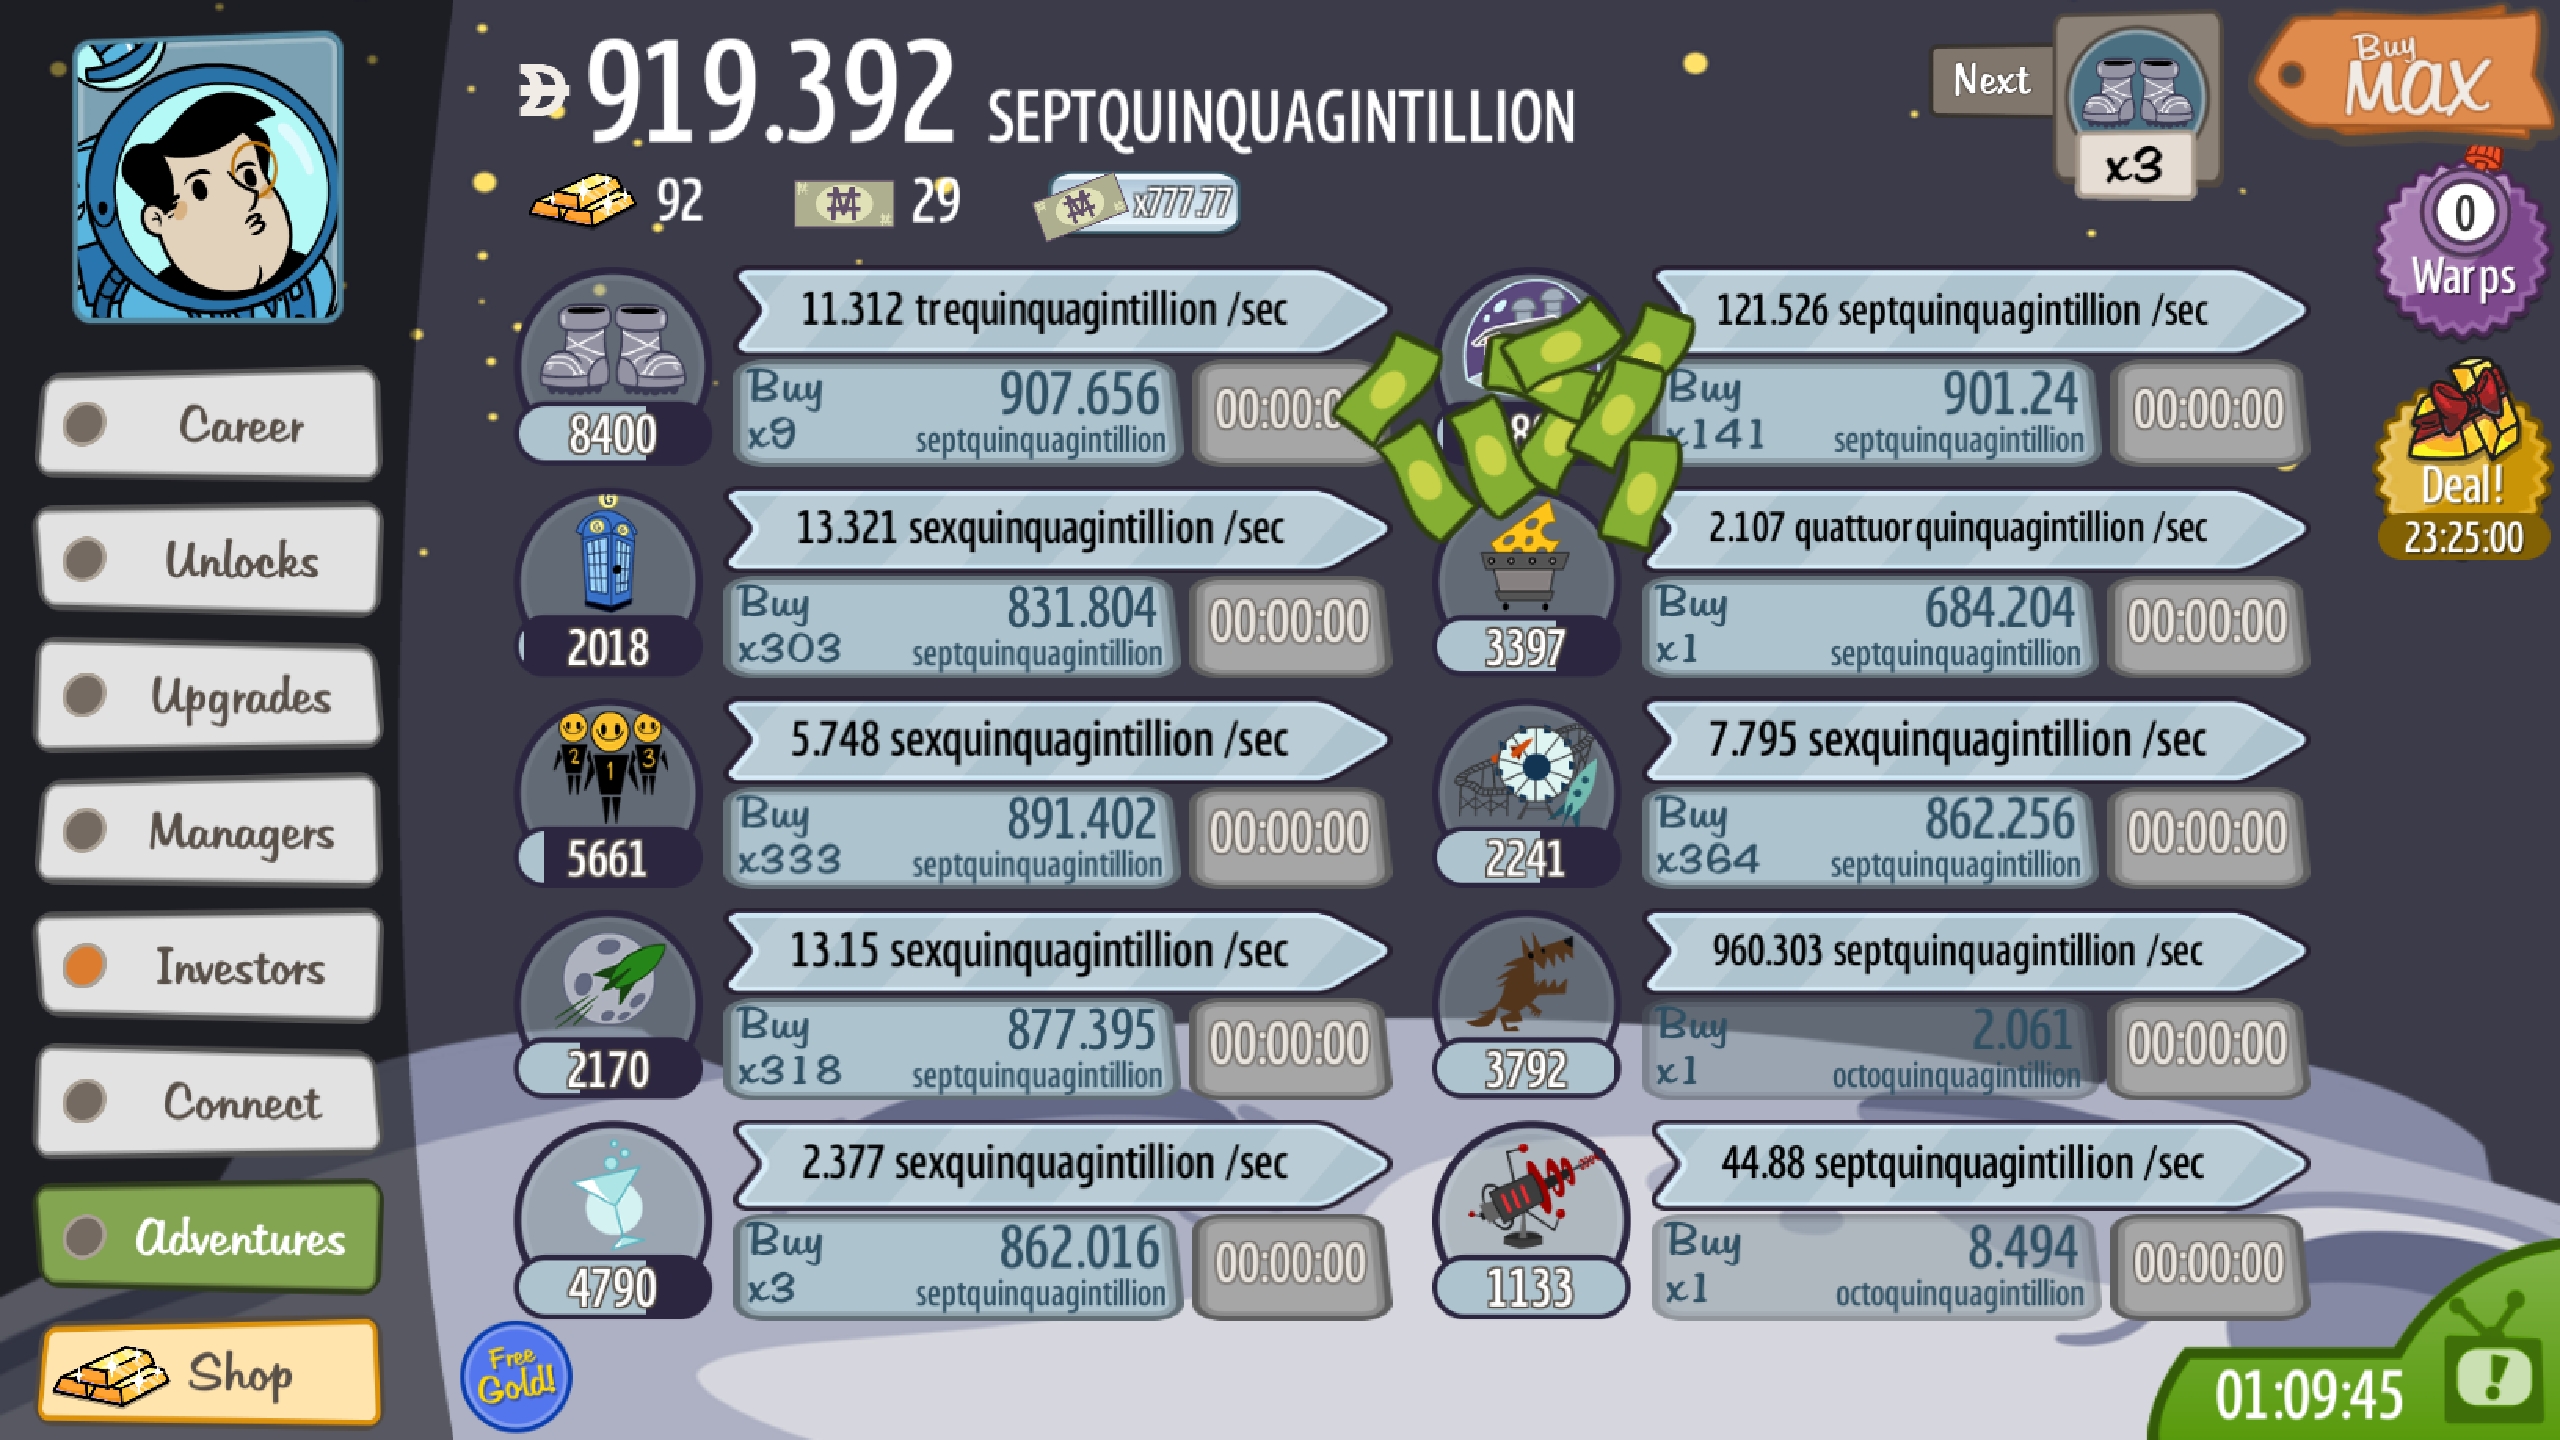 919.392 SEPTQUINQUAGINTILLION
92
29
x777.77
Next
x3
Buy
MAX
0
Warps
Deal!
23:25:00
Career
Unlocks
Upgrades
Managers
Investors
Connect
Adventures
Shop
11.312 trequinquagintillion /sec
Buy 907.656
x9 septquinquagintillion
8400
121.526 septquinquagintillion /sec
Buy 901.24
x141 septquinquagintillion
00:00:00
G
13.321 sexquinquagintillion /sec
Buy 831.804
x303 septquinquagintillion
00:00:00
2018
2.107 quattuorquinquagintillion /sec
Buy 684.204
x1 septquinquagintillion
00:00:00
3397
2 1 3
5.748 sexquinquagintillion /sec
Buy 891.402
x333 septquinquagintillion
00:00:00
5661
7.795 sexquinquagintillion /sec
Buy 862.256
x364 septquinquagintillion
00:00:00
2241
13.15 sexquinquagintillion /sec
Buy 877.395
x318 septquinquagintillion
00:00:00
2170
960.303 septquinquagintillion /sec
Buy 2.061
x1 octoquinquagintillion
00:00:00
3792
2.377 sexquinquagintillion /sec
Buy 862.016
x3 septquinquagintillion
00:00:00
4790
44.88 septquinquagintillion /sec
Buy 8.494
x1 octoquinquagintillion
00:00:00
1133
Free
Gold!
01:09:45
!